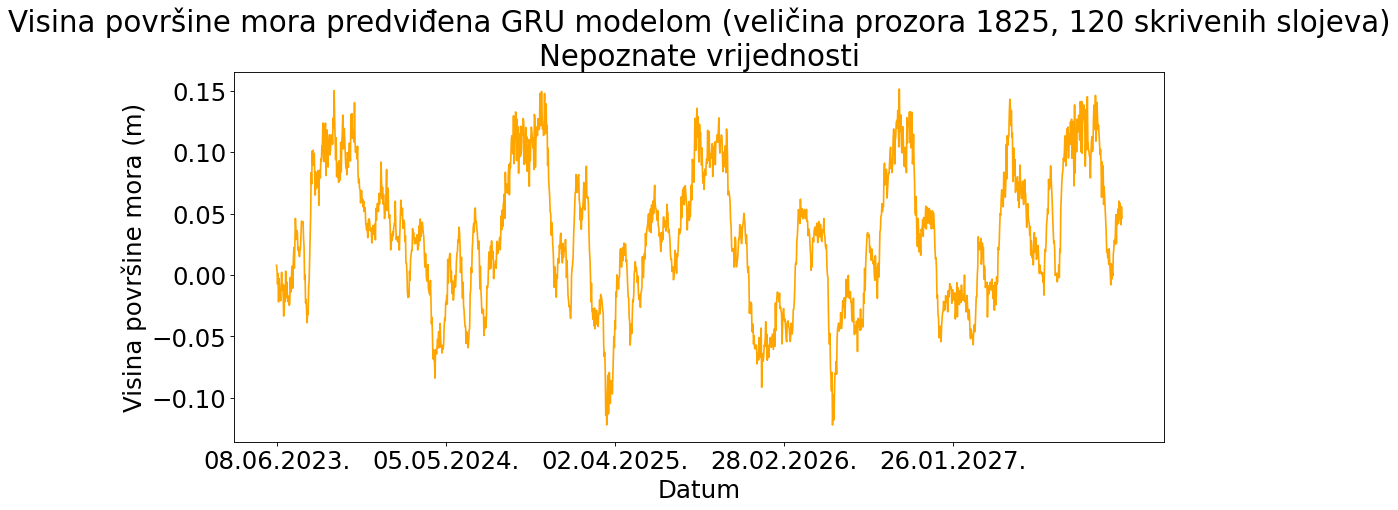 Visina površine mora predviđena GRU modelom (veličina prozora 1825, 120 skrivenih slojeva)
Nepoznate vrijednosti
Visina površine mora (m)
0.15
0.10
0.05
0.00
−0.05
−0.10
08.06.2023. 05.05.2024. 02.04.2025. 28.02.2026. 26.01.2027.
Datum